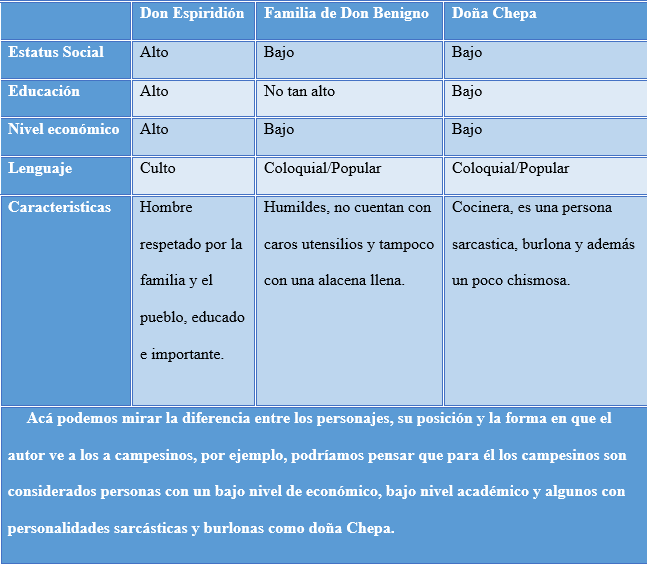 Don Espiridión Familia de Don Benigno Doña Chepa
Estatus Social Alto Bajo Bajo
Educación Alto No tan alto Bajo
Nivel económico Alto Bajo Bajo
Lenguaje Culto Coloquial/Popular Coloquial/Popular
Caracteristicas Hombre Humildes, no cuentan con Cocinera, es una persona
respetado por la caros utensilios y tampoco sarcastica, burlona y además
familia y el con una alacena llena. un poco chismosa.
pueblo, educado
e importante.
Acá podemos mirar la diferencia entre los personajes, su posición y la forma en que el
autor ve a los a campesinos, por ejemplo, podríamos pensar que para él los campesinos son
considerados personas con un bajo nivel de económico, bajo nivel académico y algunos con
personalidades sarcásticas y burlonas como doña Chepa.